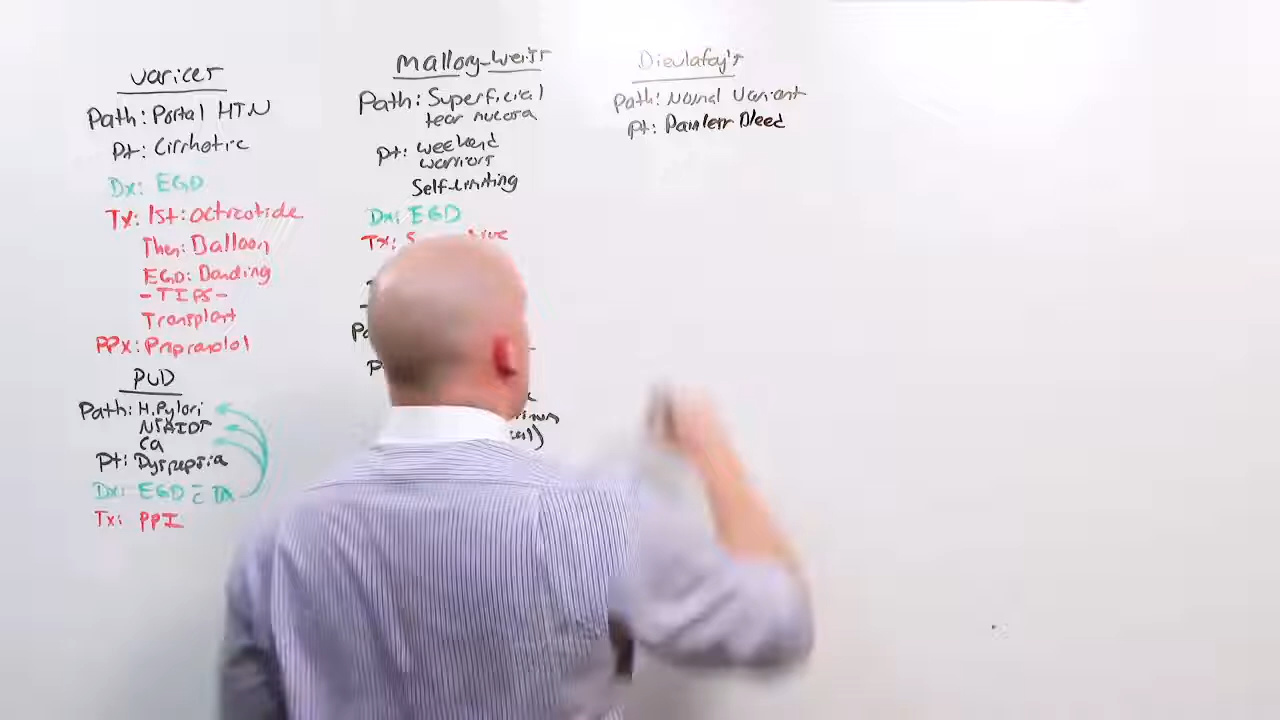 Varices
Path: Portal HTN
Pt: Cirrhotic
Dx: EGD
Tx: 1st: octreotide
Then: Balloon
EGD: Banding
-TIPS-
Transplant
PPx: Propranolol
PUD
Path: H.Pylori
NSAIDs
Ca
Pt: Dyspepsia
Dx: EGD c̄ Bx
Tx: PPI
Mallory-Weiss
Path: Superficial
tear mucosa
Pt: Weekend
warriors
Self-limiting
Dx: EGD
Tx:
Dieulafoy's
Path: Normal Variant
Pt: Painless Bleed